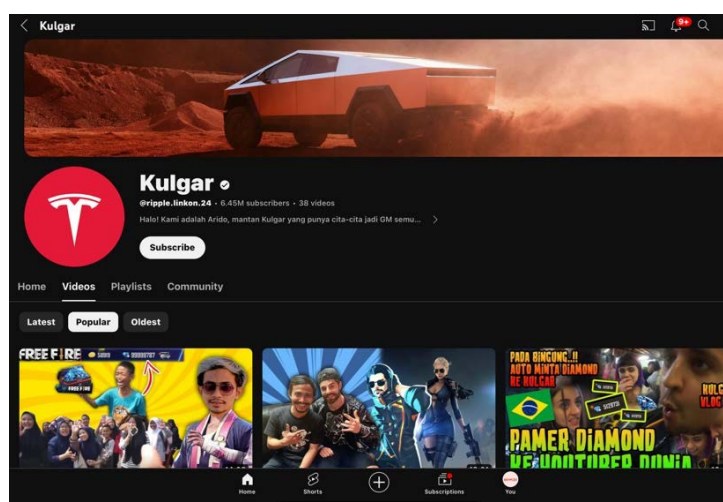 Kulgar
9+
Kulgar
@ripple.linkon.24 • 6.45M subscribers • 38 videos
Halo! Kami adalah Arido, mantan Kulgar yang punya cita-cita jadi GM semu...
Subscribe
Home Videos Playlists Community
Latest Popular Oldest
FREE FIRE
PADA BINGUNG..!!
AUTO MINTA DIAMOND
KE KULGAR
VLOG
PAMER DIAMOND
KE YOUTUBER DUNIA
Home Shorts Subscriptions You